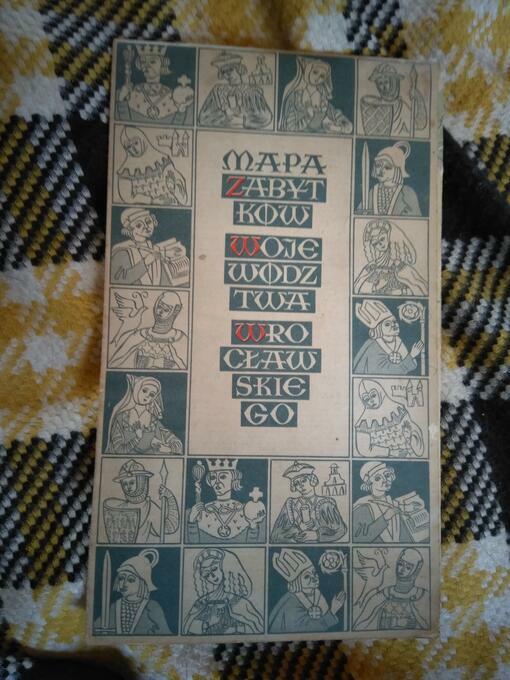 MAPA
ZABYT
KÓW
WOJE
WÓDZ
TWA
WRO
CŁAW
SKIE
GO